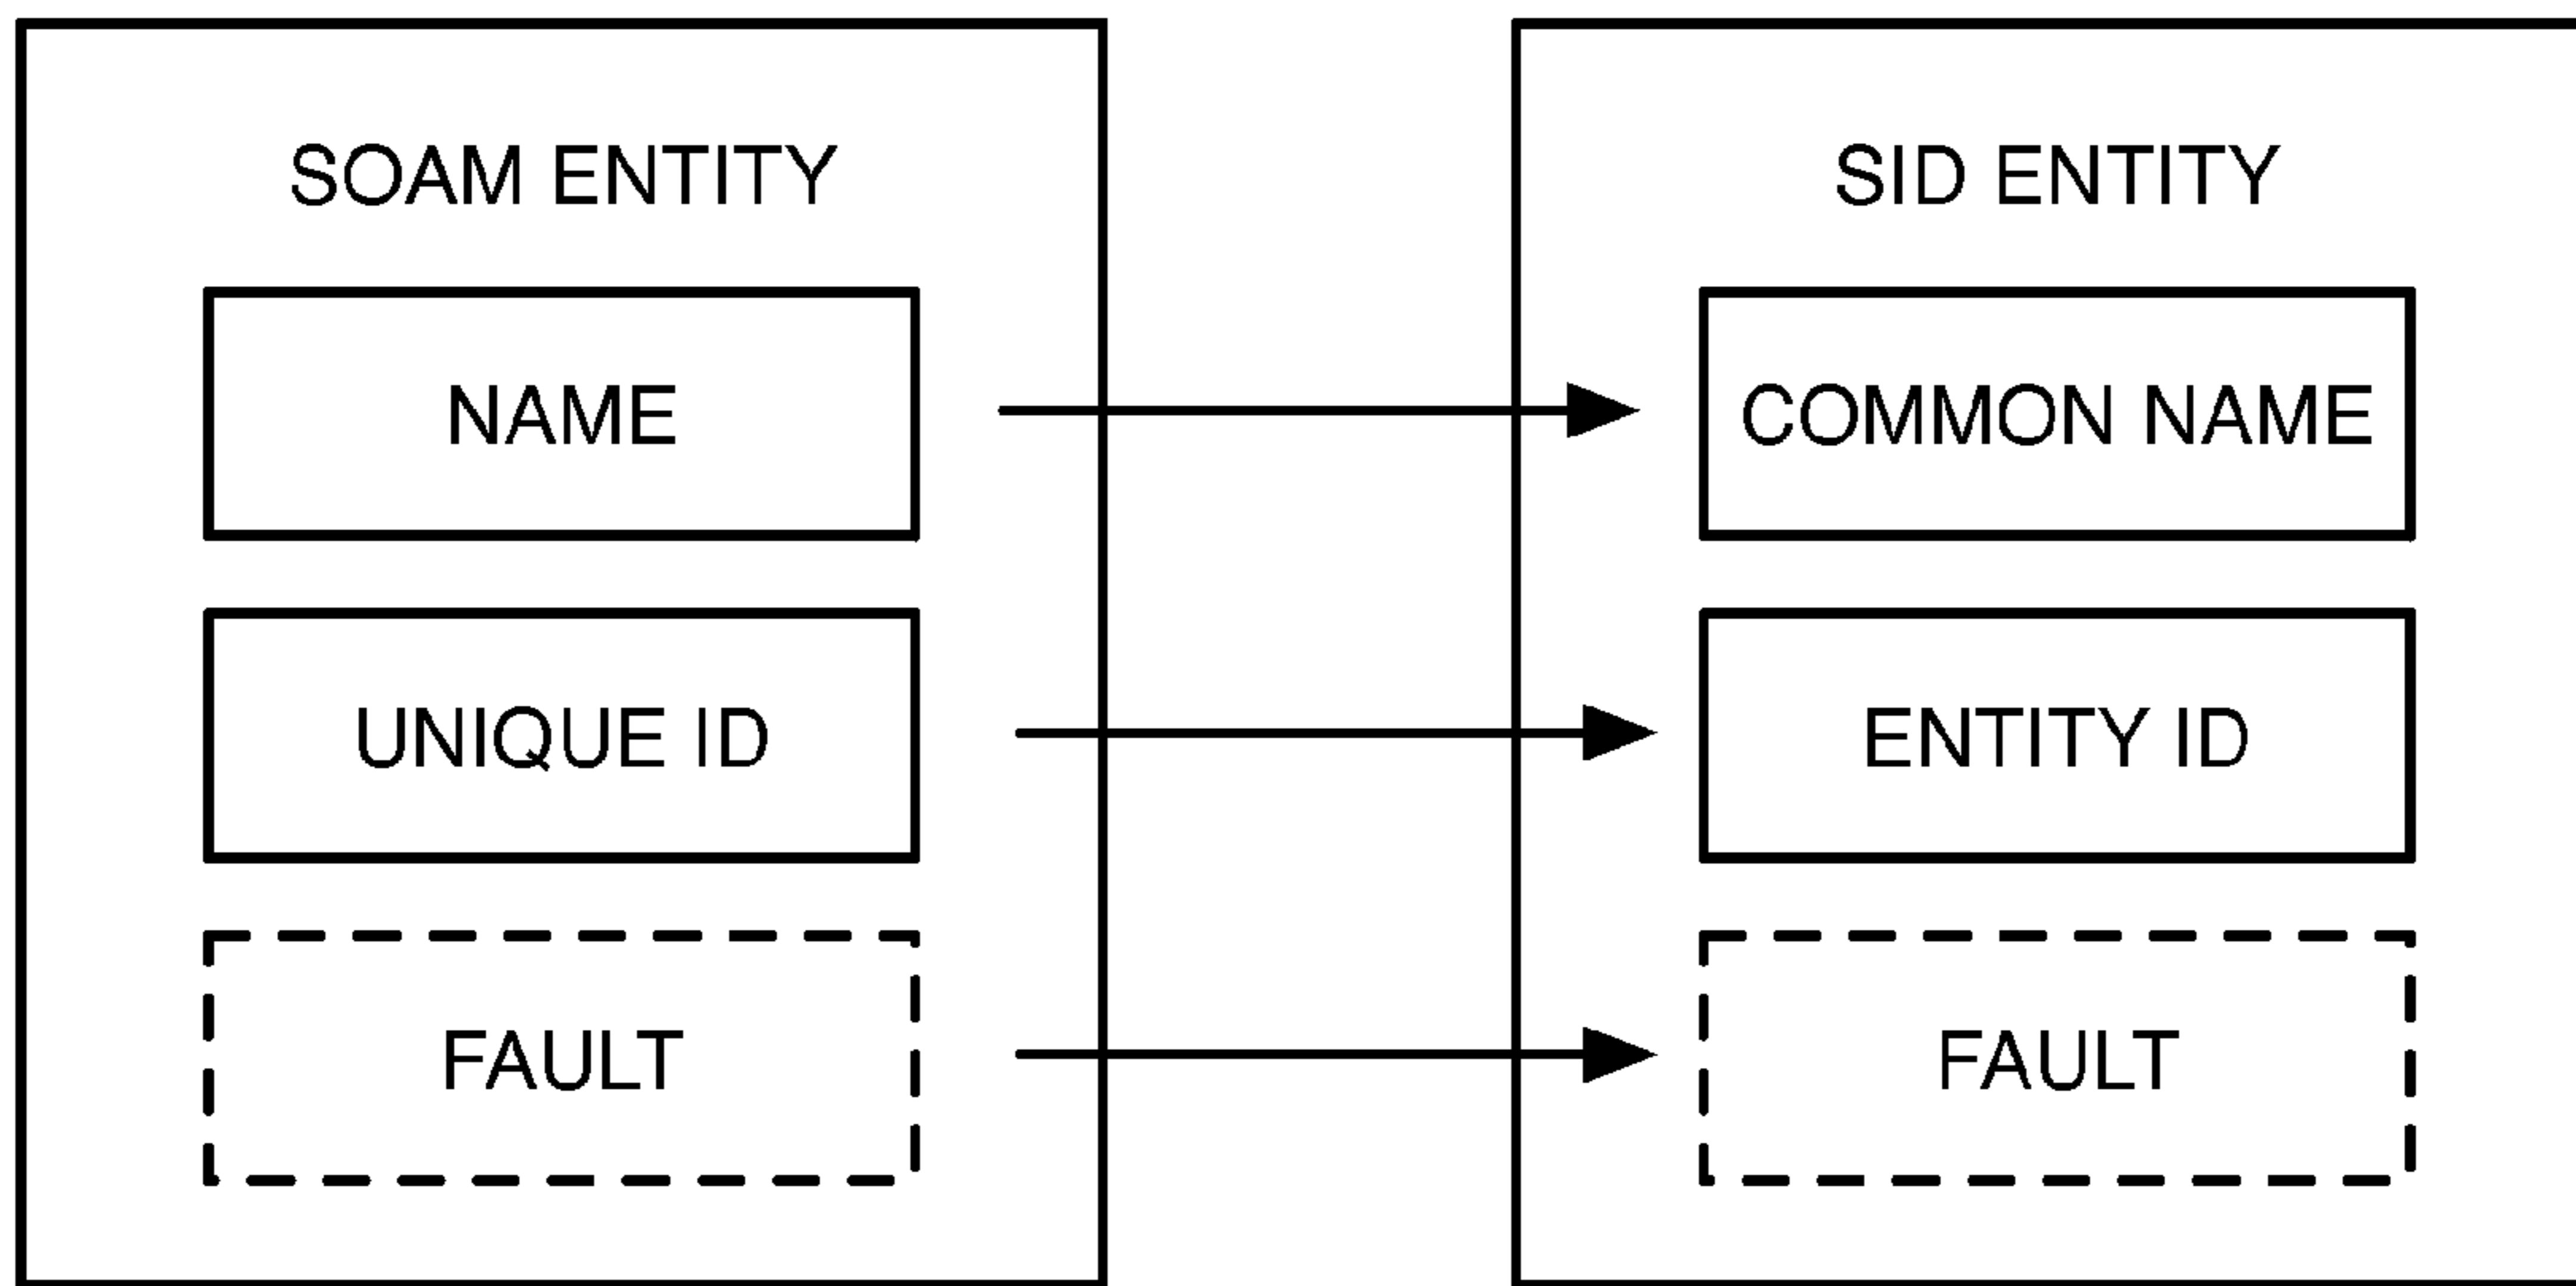 SOAM ENTITY
NAME
UNIQUE ID
FAULT
SID ENTITY
COMMON NAME
ENTITY ID
FAULT